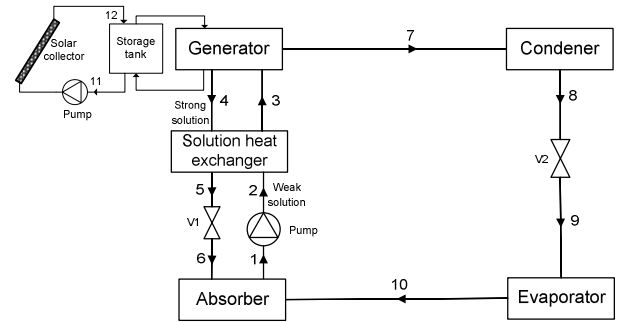 12
Solar
collector
Storage
tank
Generator
7
Condener
11
Pump
Strong
solution
4
3
8
Solution heat
exchanger
V2
5
2
Weak
solution
V1
Pump
9
6
1
10
Absorber
Evaporator